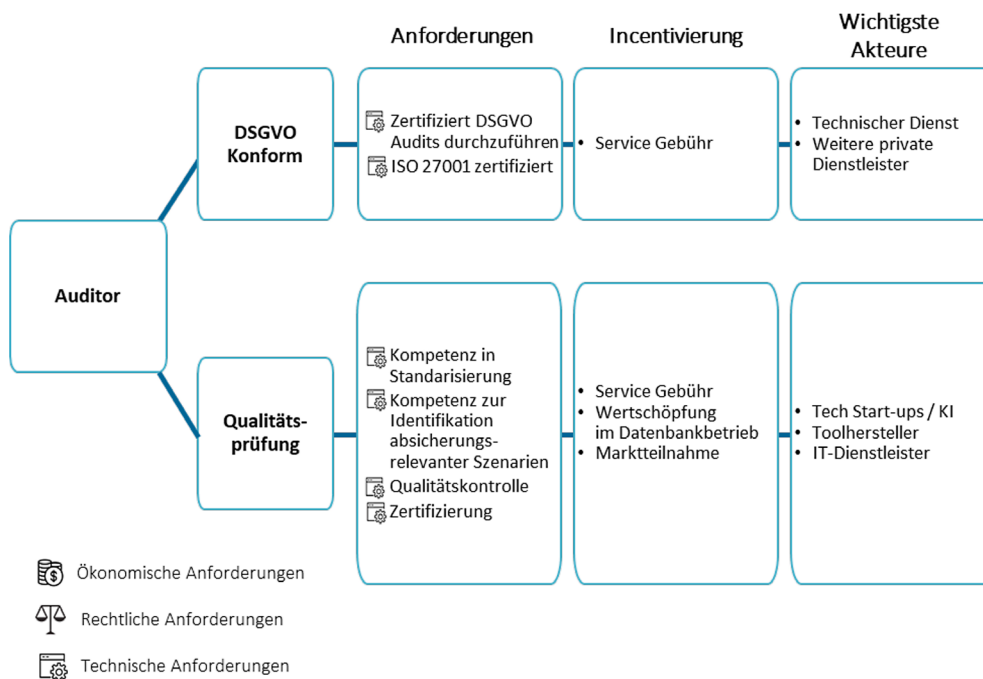 Anforderungen
Incentivierung
Wichtigste
Akteure
DSGVO
Konform
Zertifiziert DSGVO
Audits durchzuführen
ISO 27001 zertifiziert
• Service Gebühr
• Technischer Dienst
• Weitere private
Dienstleister
Auditor
Qualitäts-
prüfung
Kompetenz in
Standarisierung
Kompetenz zur
Identifikation
absicherungs-
relevanter Szenarien
Qualitätskontrolle
Zertifizierung
• Service Gebühr
• Wertschöpfung
im Datenbankbetrieb
• Marktteilnahme
• Tech Start-ups / KI
• Toolhersteller
• IT-Dienstleister
Ökonomische Anforderungen
Rechtliche Anforderungen
Technische Anforderungen